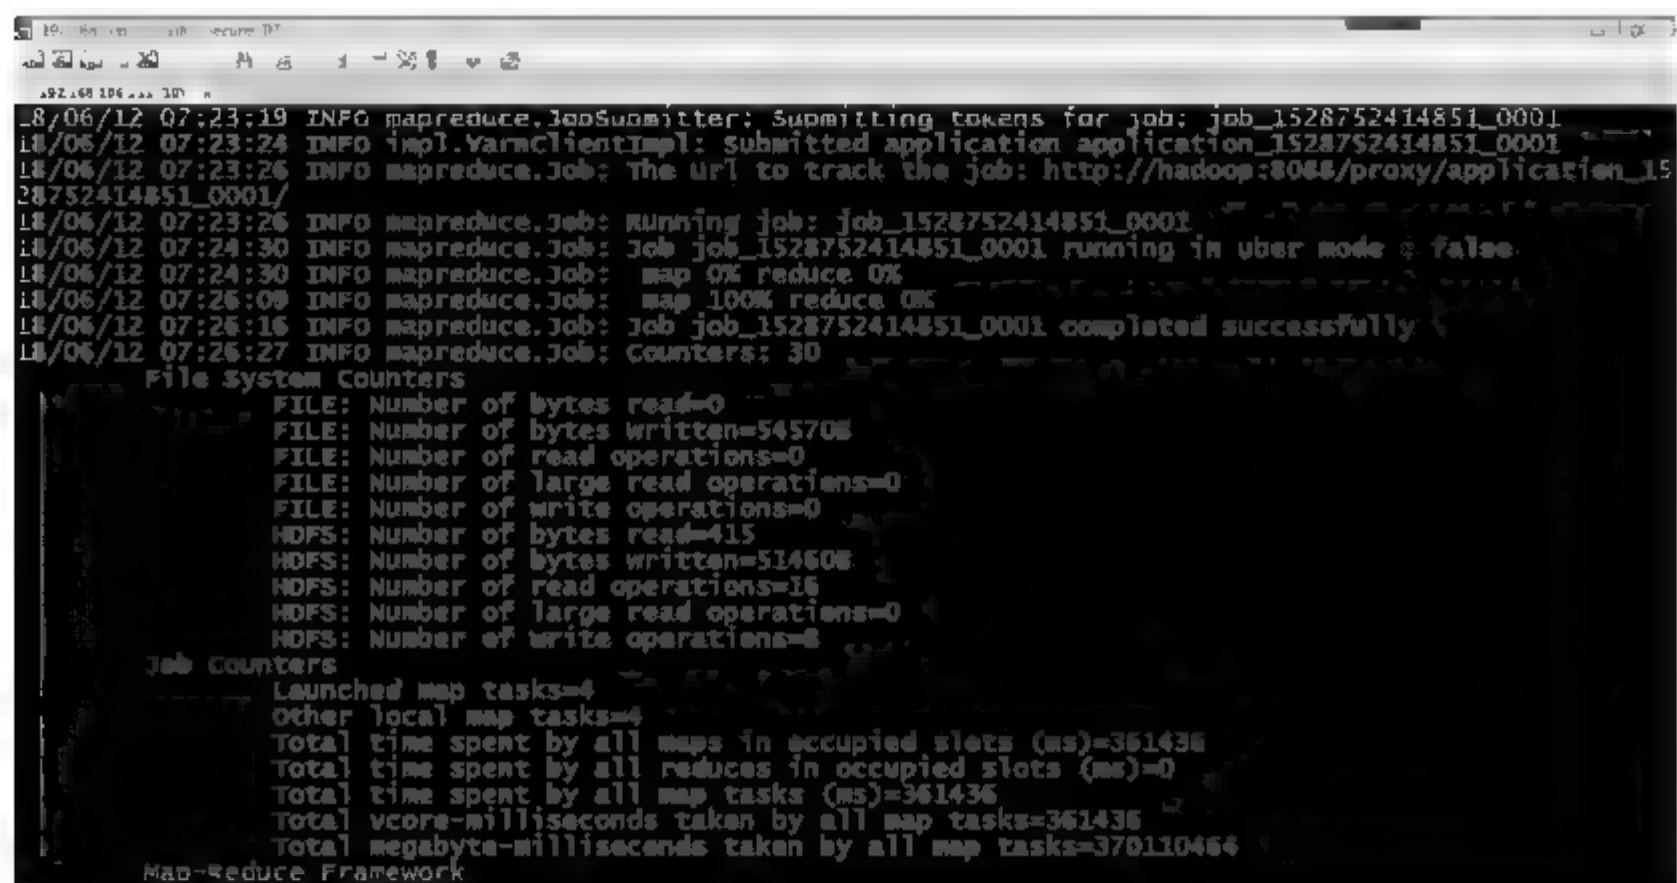 18/06/12 07:23:19 INFO mapreduce.JobSubmitter: Submitting tokens for job: job_1528752414851_0001
18/06/12 07:23:24 INFO impl.YarnClientImpl: Submitted application application_1528752414851_0001
18/06/12 07:23:26 INFO mapreduce.Job: The url to track the job: http://hadoop:8088/proxy/application_15
28752414851_0001/
18/06/12 07:23:26 INFO mapreduce.Job: Running job: job_1528752414851_0001
18/06/12 07:24:30 INFO mapreduce.Job: Job job_1528752414851_0001 running in uber mode : false
18/06/12 07:24:30 INFO mapreduce.Job: map 0% reduce 0%
18/06/12 07:26:09 INFO mapreduce.Job: map 100% reduce 0%
18/06/12 07:26:16 INFO mapreduce.Job: Job job_1528752414851_0001 completed successfully
18/06/12 07:26:27 INFO mapreduce.Job: Counters: 30
File System Counters
FILE: Number of bytes read=0
FILE: Number of bytes
FILE: Number of read operations=0
FILE: Number of large read operations=0
FILE: Number of write operations=0
HDFS: Number of bytes read=415
HDFS: Number of bytes
HDFS: Number of read operations=16
HDFS: Number of large read operations=0
HDFS: Number of write operations=8
Job Counters
Launched map tasks=4
Other local map tasks=4
Total time spent by all maps in occupied slots (ms)=361436
Total time spent by all reduces in occupied slots (ms)=0
Total time spent by all map tasks (ms)=361436
Total vcore-milliseconds taken by all map tasks=361436
Total megabyte-milliseconds taken by all map tasks=370110464
Map-Reduce Framework